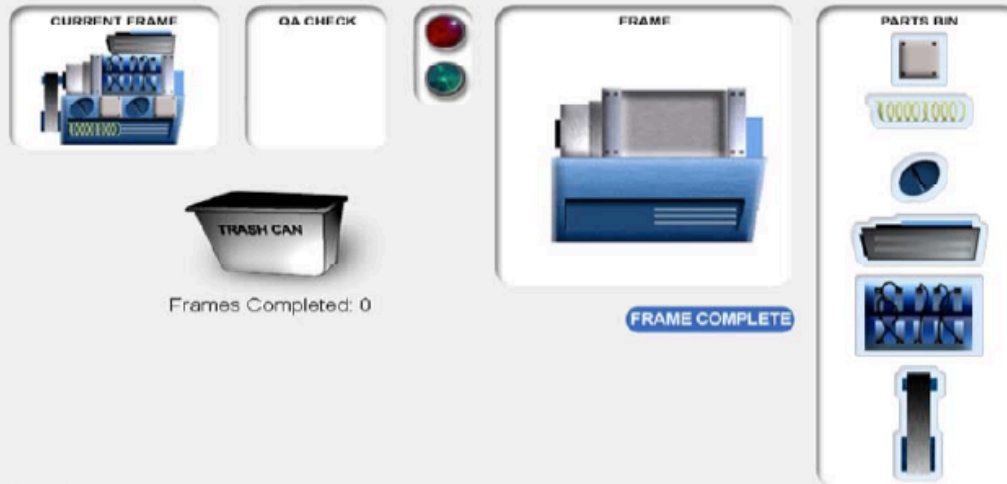 CURRENT FRAME
QA CHECK
FRAME
PARTS BIN
TRASH CAN
Frames Completed: 0
FRAME COMPLETE